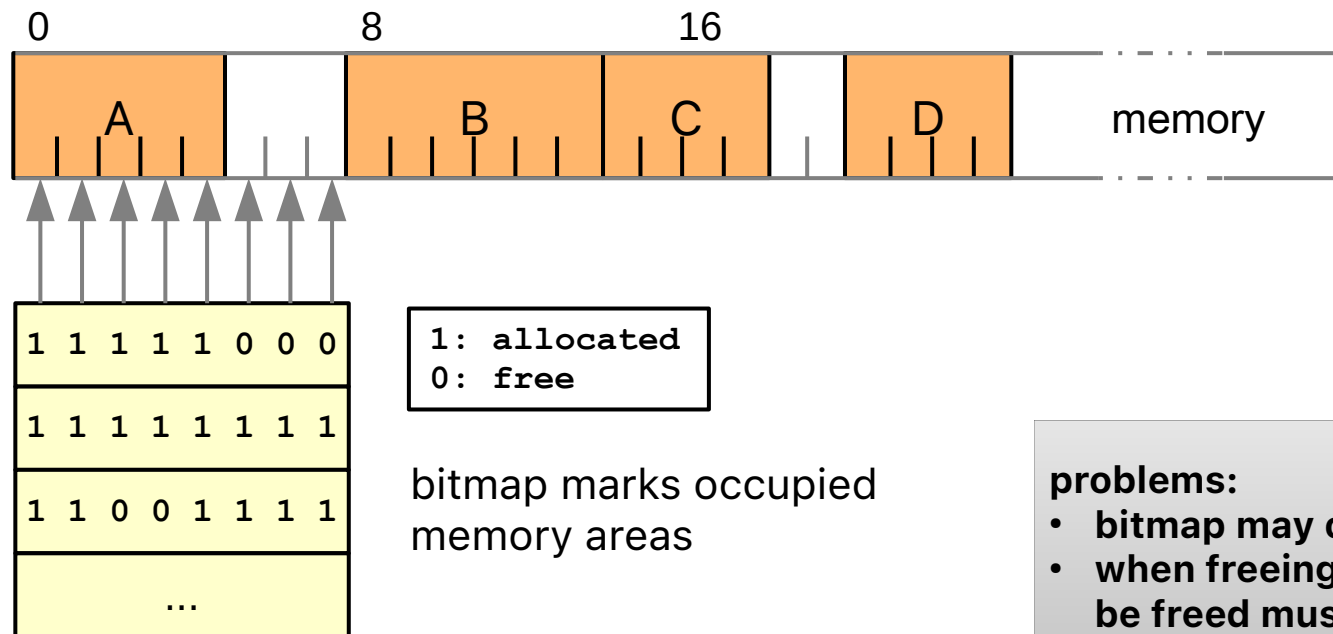 0 8 16
A B C D memory
1 1 1 1 1 0 0 0
1: allocated
0: free
1 1 1 1 1 1 1 1
bitmap marks occupied
memory areas
1 1 0 0 1 1 1 1
...
problems:
• bitmap may
• when freeing
be freed